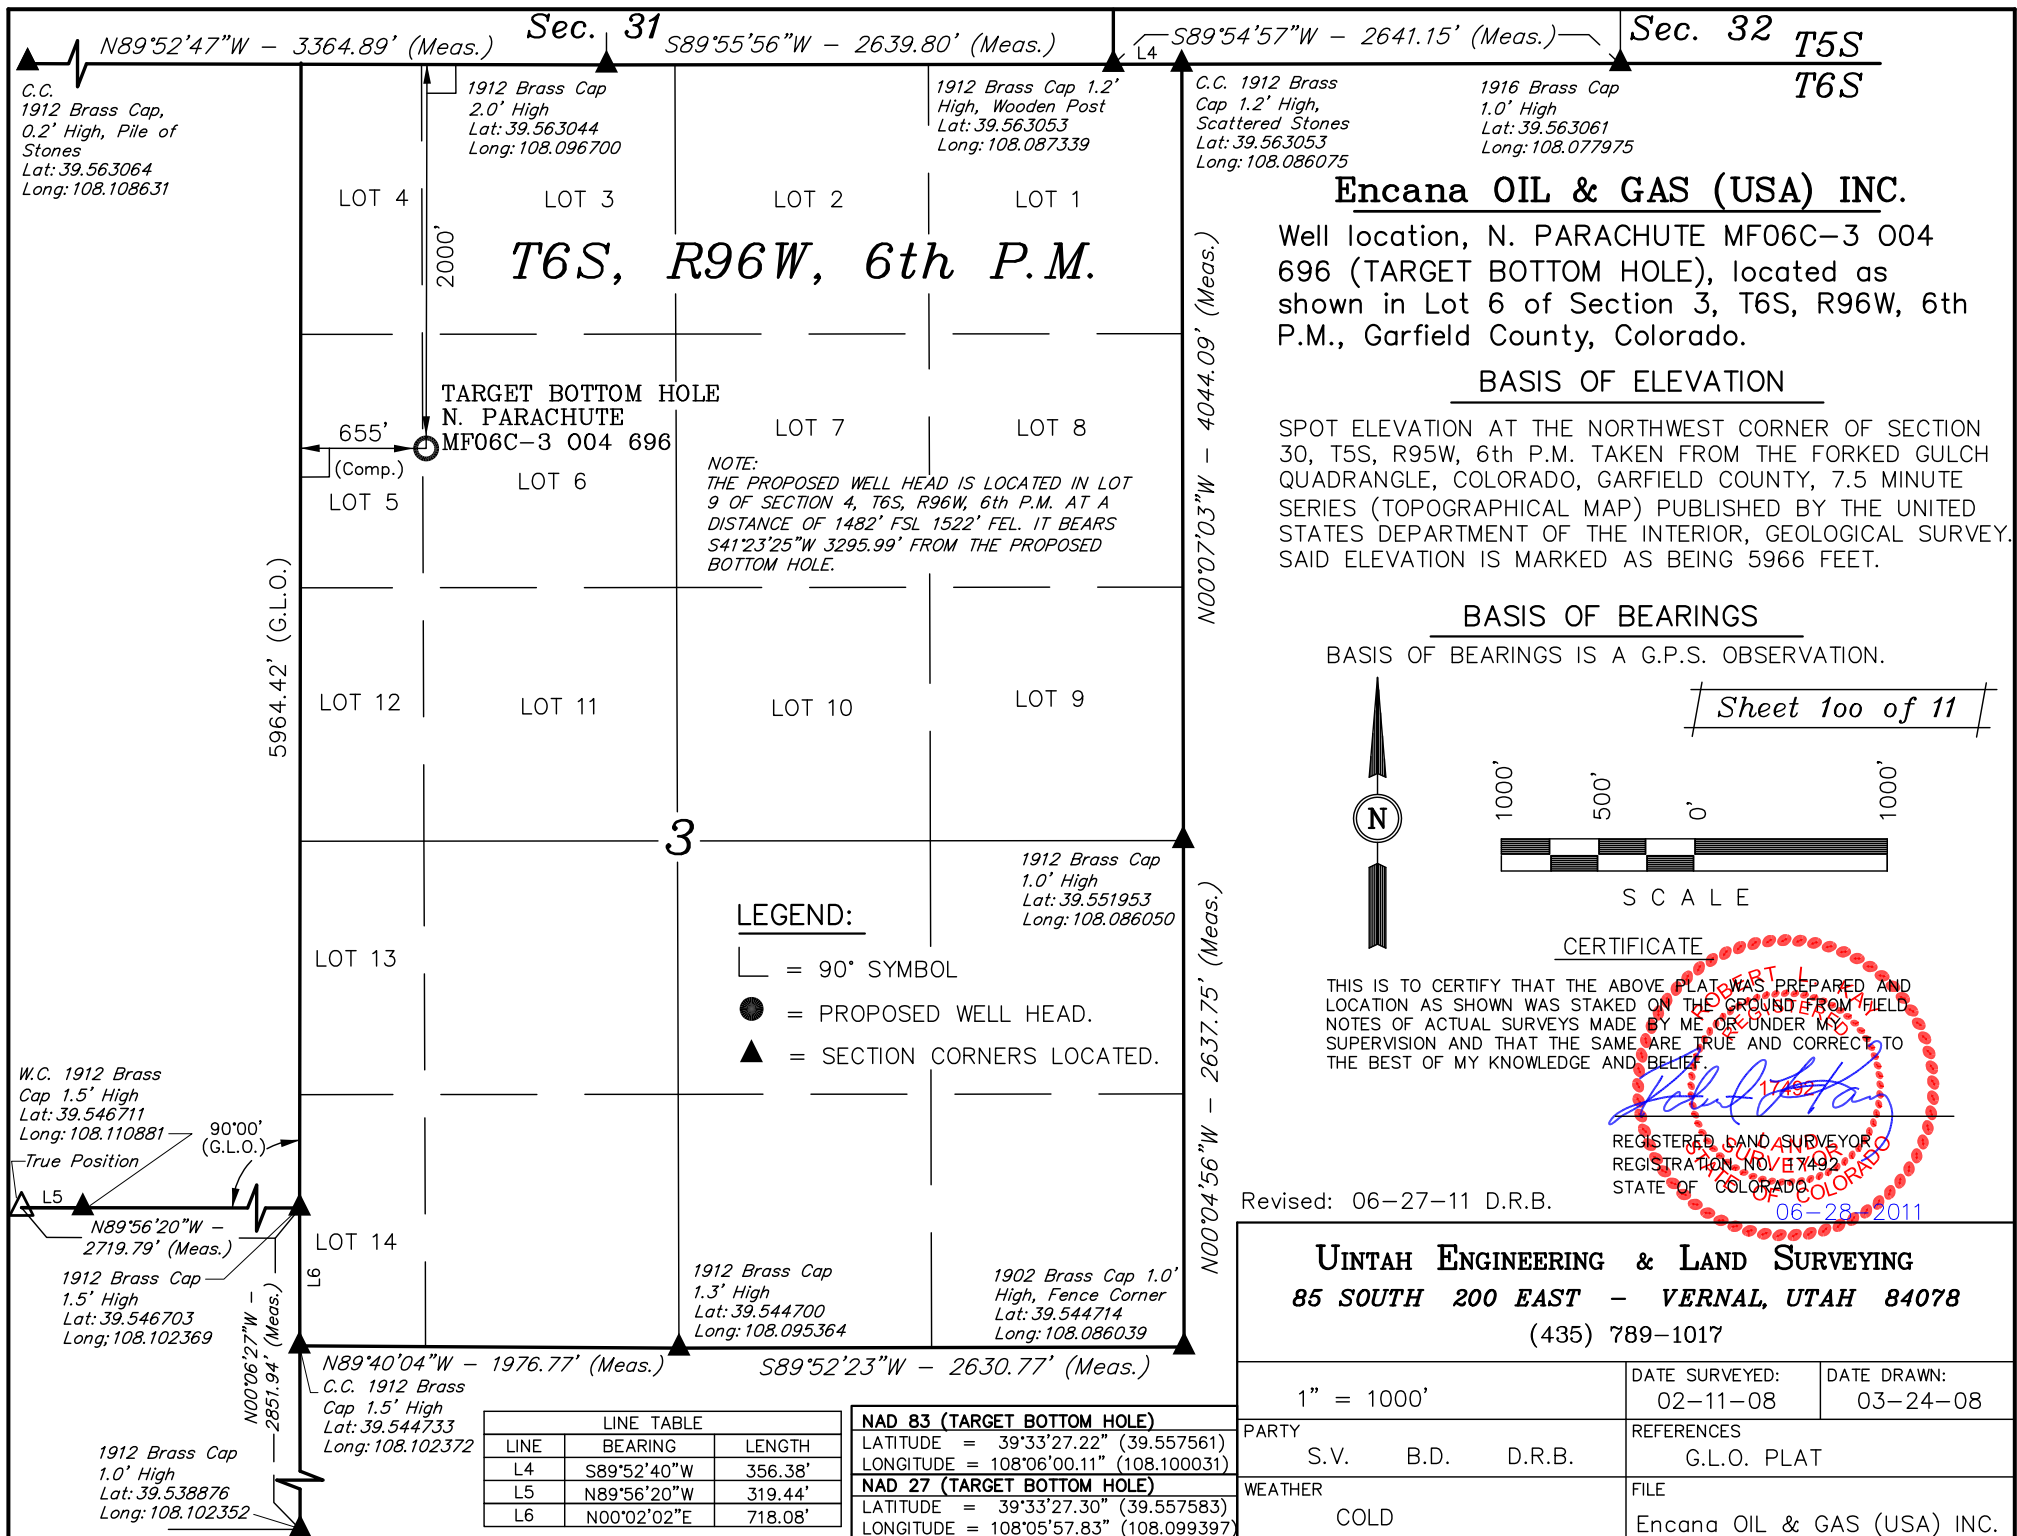 N89°52'47"W – 3364.89' (Meas.)
Sec. 31
S89°55'56"W – 2639.80' (Meas.)
L4
S89°54'57"W – 2641.15' (Meas.)
Sec. 32
T5S
T6S
C.C.
1912 Brass Cap,
0.2' High, Pile of
Stones
Lat: 39.563064
Long: 108.108631
1912 Brass Cap
2.0' High
Lat: 39.563044
Long: 108.096700
1912 Brass Cap 1.2'
High, Wooden Post
Lat: 39.563053
Long: 108.087339
C.C. 1912 Brass
Cap 1.2' High,
Scattered Stones
Lat: 39.563053
Long: 108.086075
1916 Brass Cap
1.0' High
Lat: 39.563061
Long: 108.077975
LOT 4
LOT 3
LOT 2
LOT 1
2000'
T6S, R96W, 6th P.M.
N00°07'03"W – 4044.09' (Meas.)
Encana OIL & GAS (USA) INC.
Well location, N. PARACHUTE MF06C–3 O04
696 (TARGET BOTTOM HOLE), located as
shown in Lot 6 of Section 3, T6S, R96W, 6th
P.M., Garfield County, Colorado.
BASIS OF ELEVATION
SPOT ELEVATION AT THE NORTHWEST CORNER OF SECTION
30, T5S, R95W, 6th P.M. TAKEN FROM THE FORKED GULCH
QUADRANGLE, COLORADO, GARFIELD COUNTY, 7.5 MINUTE
SERIES (TOPOGRAPHICAL MAP) PUBLISHED BY THE UNITED
STATES DEPARTMENT OF THE INTERIOR, GEOLOGICAL SURVEY.
SAID ELEVATION IS MARKED AS BEING 5966 FEET.
TARGET BOTTOM HOLE
N. PARACHUTE
MF06C–3 O04 696
655'
(Comp.)
LOT 5
LOT 6
LOT 7
LOT 8
NOTE:
THE PROPOSED WELL HEAD IS LOCATED IN LOT
9 OF SECTION 4, T6S, R96W, 6th P.M. AT A
DISTANCE OF 1482' FSL 1522' FEL. IT BEARS
S41°23'25"W 3295.99' FROM THE PROPOSED
BOTTOM HOLE.
5964.42' (G.L.O.)
LOT 12
LOT 11
LOT 10
LOT 9
BASIS OF BEARINGS
BASIS OF BEARINGS IS A G.P.S. OBSERVATION.
Sheet 1oo of 11
N
1000'
500'
0'
1000'
SCALE
3
1912 Brass Cap
1.0' High
Lat: 39.551953
Long: 108.086050
N00°04'56"W – 2637.75' (Meas.)
LOT 13
LEGEND:
= 90° SYMBOL
= PROPOSED WELL HEAD.
= SECTION CORNERS LOCATED.
CERTIFICATE
THIS IS TO CERTIFY THAT THE ABOVE PLAT WAS PREPARED AND
LOCATION AS SHOWN WAS STAKED ON THE GROUND FROM FIELD
NOTES OF ACTUAL SURVEYS MADE BY ME OR UNDER MY
SUPERVISION AND THAT THE SAME ARE TRUE AND CORRECT TO
THE BEST OF MY KNOWLEDGE AND BELIEF.
ROBERT L. KAY
REGISTERED
17492
LAND
SURVEYOR
STATE OF COLORADO
REGISTERED LAND SURVEYOR
REGISTRATION NO. 17492
STATE OF COLORADO
06–28–2011
Revised: 06–27–11 D.R.B.
W.C. 1912 Brass
Cap 1.5' High
Lat: 39.546711
Long: 108.110881
90°00'
(G.L.O.)
True Position
L5
N89°56'20"W –
2719.79' (Meas.)
1912 Brass Cap
1.5' High
Lat: 39.546703
Long; 108.102369
LOT 14
L6
N00°06'27"W –
2851.94' (Meas.)
1912 Brass Cap
1.3' High
Lat: 39.544700
Long: 108.095364
1902 Brass Cap 1.0'
High, Fence Corner
Lat: 39.544714
Long: 108.086039
N89°40'04"W – 1976.77' (Meas.)
S89°52'23"W – 2630.77' (Meas.)
C.C. 1912 Brass
Cap 1.5' High
Lat: 39.544733
Long: 108.102372
1912 Brass Cap
1.0' High
Lat: 39.538876
Long: 108.102352
LINE TABLE
LINE BEARING LENGTH
L4 S89°52'40"W 356.38'
L5 N89°56'20"W 319.44'
L6 N00°02'02"E 718.08'
NAD 83 (TARGET BOTTOM HOLE)
LATITUDE = 39°33'27.22" (39.557561)
LONGITUDE = 108°06'00.11" (108.100031)
NAD 27 (TARGET BOTTOM HOLE)
LATITUDE = 39°33'27.30" (39.557583)
LONGITUDE = 108°05'57.83" (108.099397)
UINTAH ENGINEERING & LAND SURVEYING
85 SOUTH 200 EAST – VERNAL, UTAH 84078
(435) 789–1017
1" = 1000'
DATE SURVEYED:
02–11–08
DATE DRAWN:
03–24–08
PARTY
S.V. B.D. D.R.B.
REFERENCES
G.L.O. PLAT
WEATHER
COLD
FILE
Encana OIL & GAS (USA) INC.